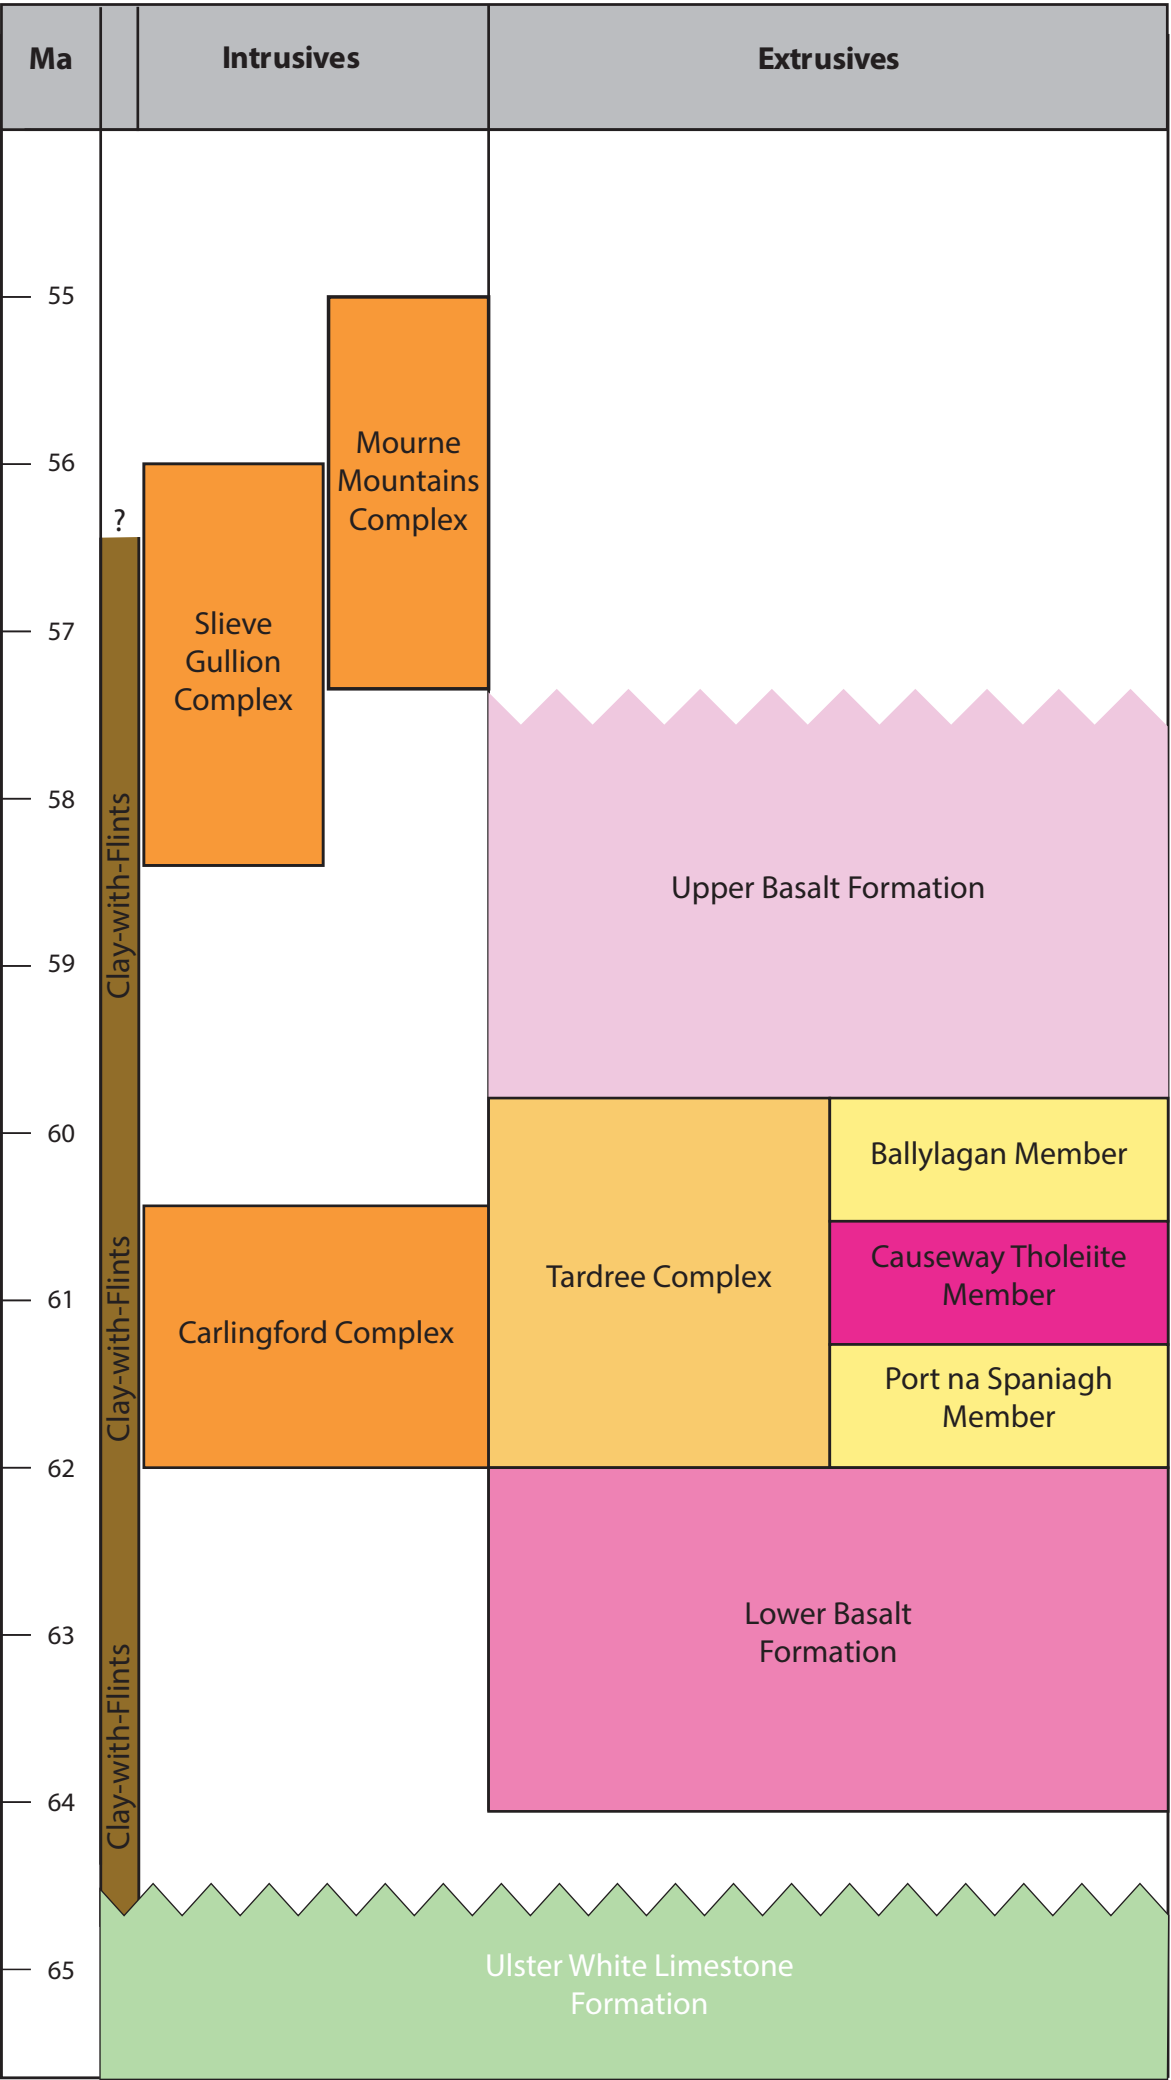 Ma
Intrusives
Extrusives
55
56
57
58
59
60
61
62
63
64
65
?
Clay-with-Flints
Clay-with-Flints
Clay-with-Flints
Mourne
Mountains
Complex
Slieve
Gullion
Complex
Carlingford Complex
Upper Basalt Formation
Tardree Complex
Ballylagan Member
Causeway Tholeiite
Member
Port na Spaniagh
Member
Lower Basalt
Formation
Ulster White Limestone
Formation